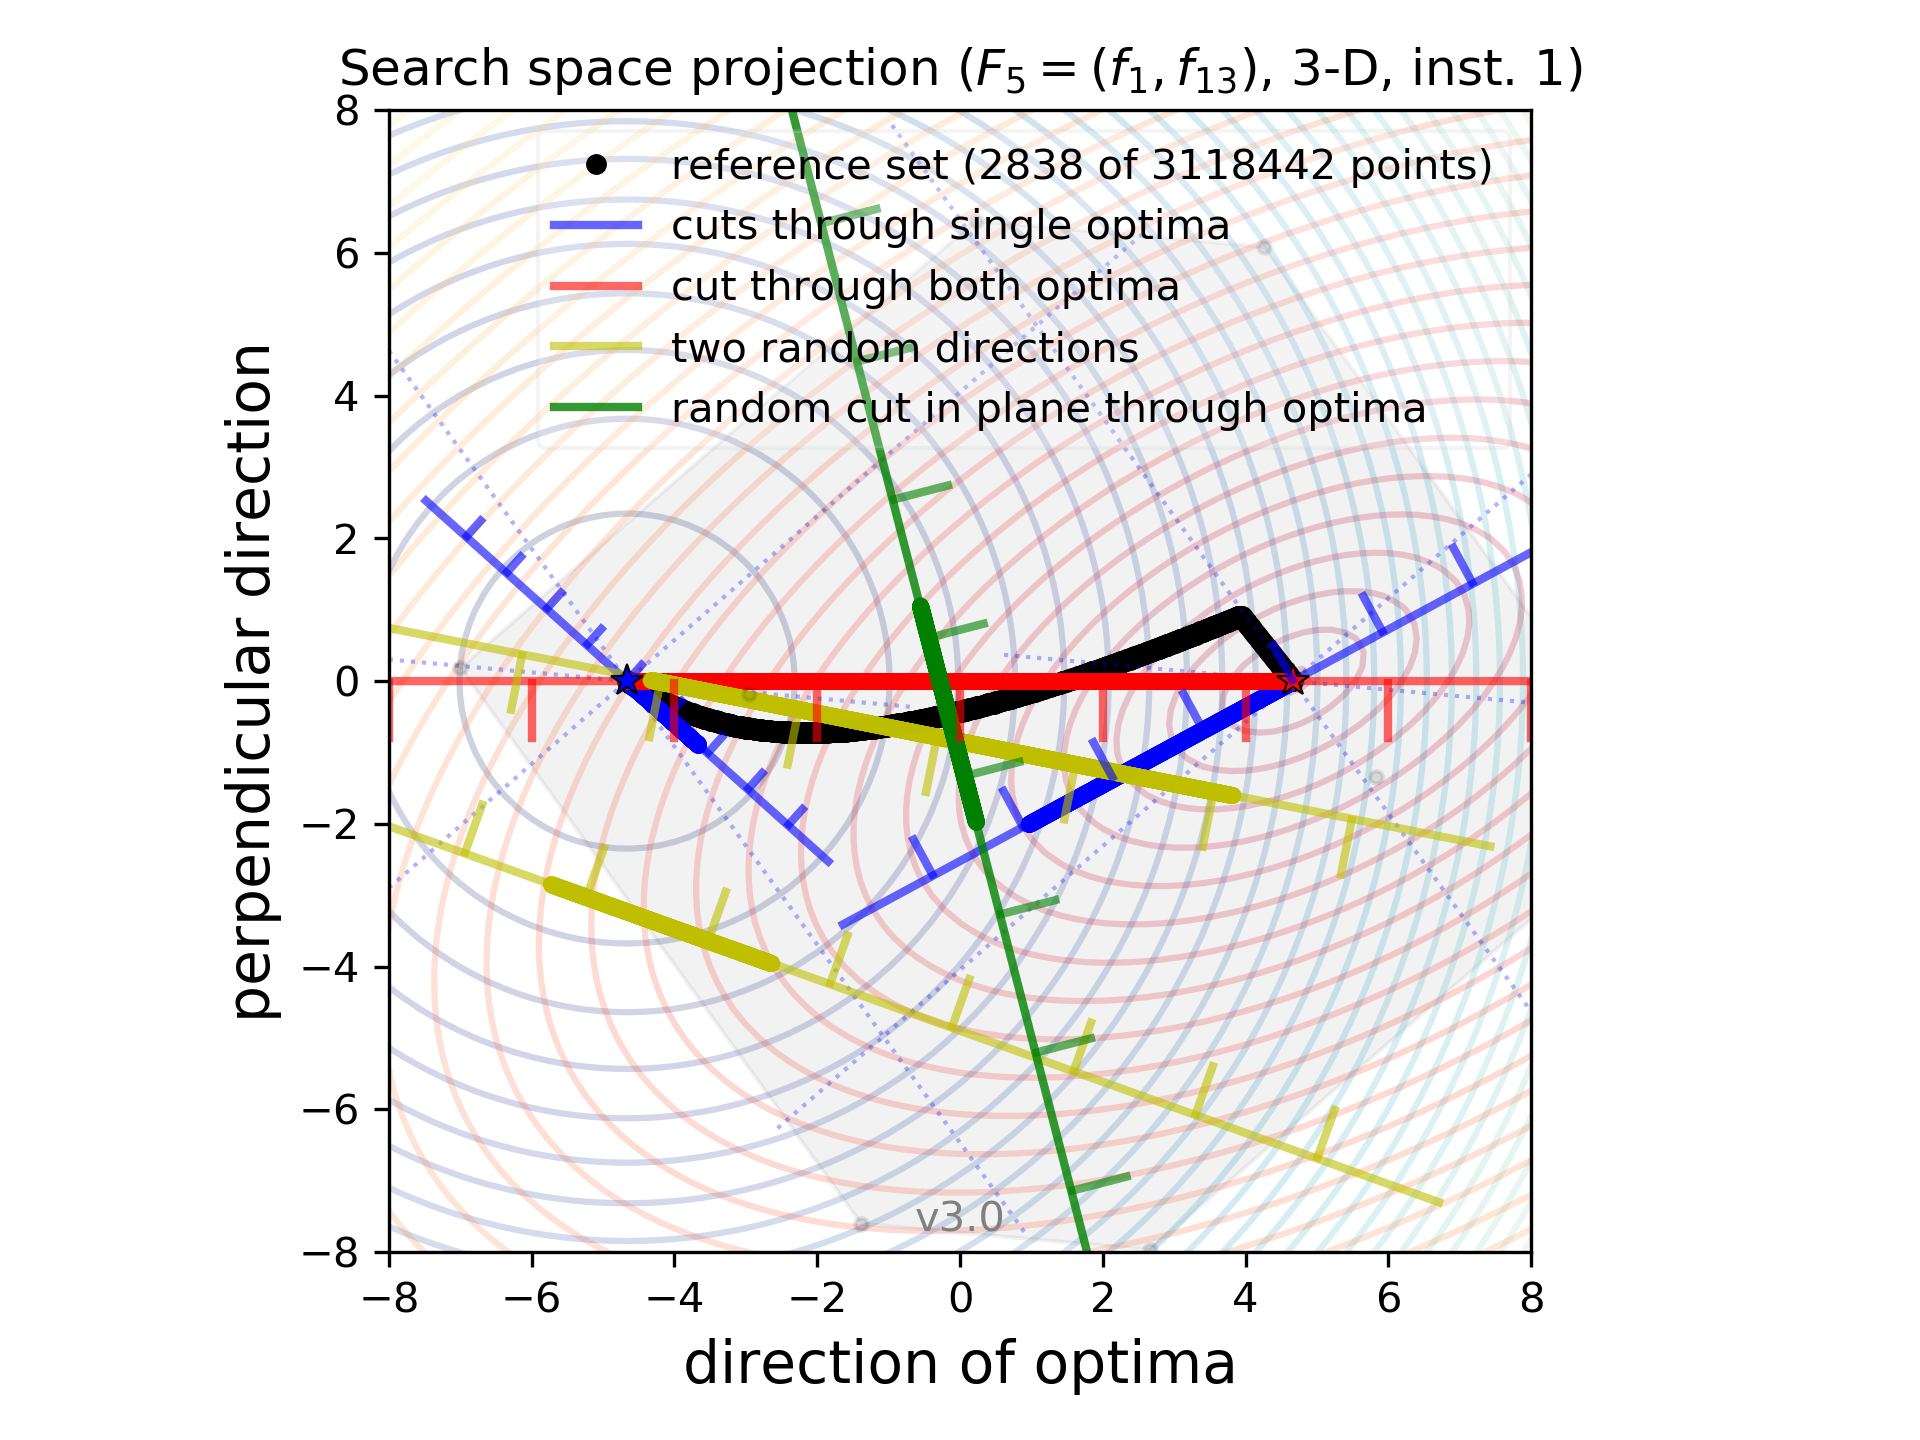 Search space projection (F₅ = (f₁, f₁₃), 3-D, inst. 1)
reference set (2838 of 3118442 points)
cuts through single optima
cut through both optima
two random directions
random cut in plane through optima
perpendicular direction
8
6
4
2
0
−2
−4
−6
−8
v3.0
−8 −6 −4 −2 0 2 4 6 8
direction of optima